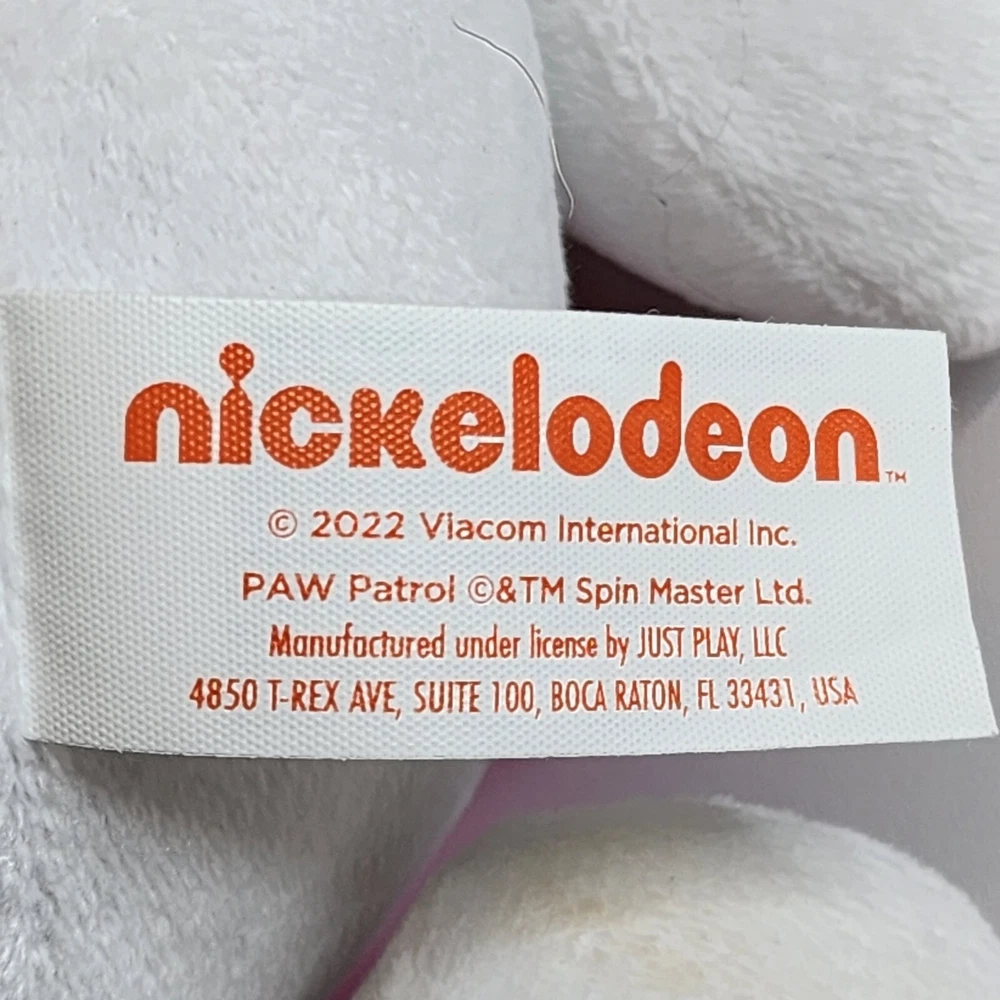 nickelodeon™
© 2022 Viacom International Inc.
PAW Patrol ©&TM Spin Master Ltd.
Manufactured under license by JUST PLAY, LLC
4850 T-REX AVE, SUITE 100, BOCA RATON, FL 33431, USA